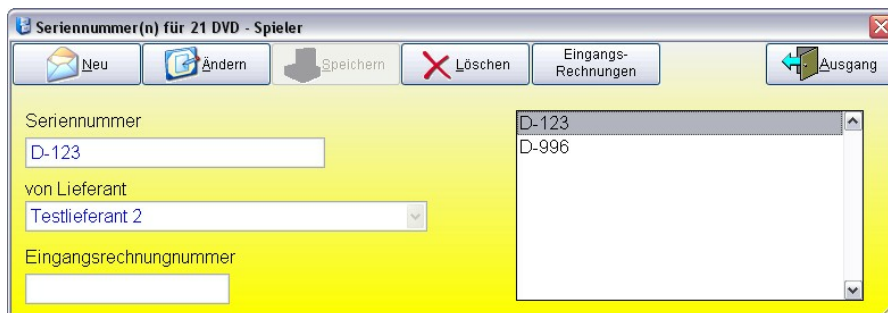 Seriennummer(n) für 21 DVD - Spieler
Neu
Ändern
Speichern
Löschen
Eingangs-
Rechnungen
Ausgang
Seriennummer
D-123
von Lieferant
Testlieferant 2
Eingangsrechnungnummer
D-123
D-996